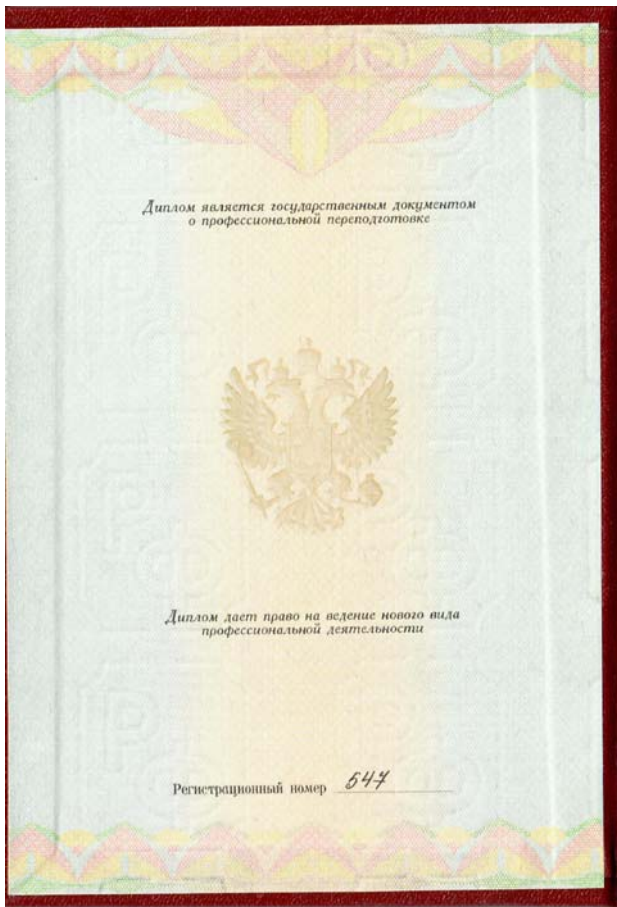 Диплом является государственным документом
о профессиональной переподготовке
Диплом дает право на ведение нового вида
профессиональной деятельности
Регистрационный номер 547